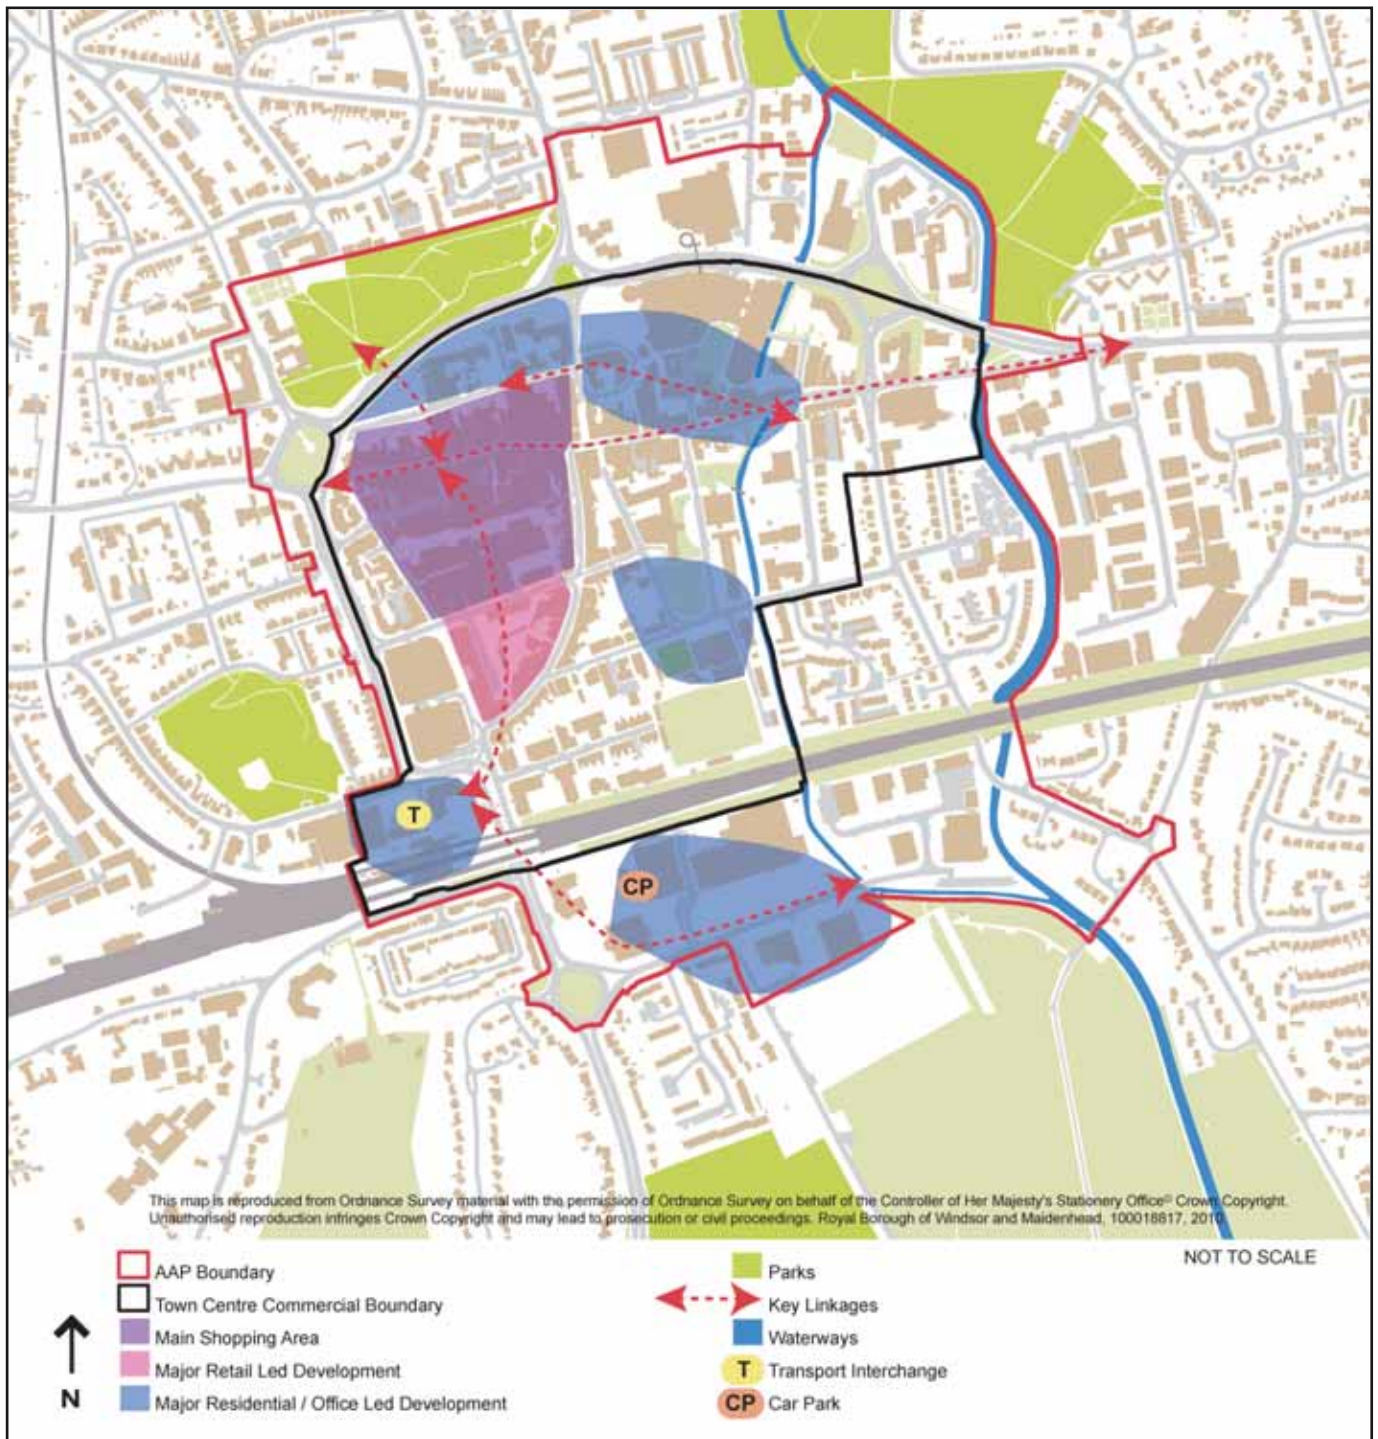 T
CP
This map is reproduced from Ordnance Survey material with the permission of Ordnance Survey on behalf of the Controller of Her Majesty's Stationery Office© Crown Copyright.
Unauthorised reproduction infringes Crown Copyright and may lead to prosecution or civil proceedings. Royal Borough of Windsor and Maidenhead, 100018817, 2010.
NOT TO SCALE
AAP Boundary
Town Centre Commercial Boundary
Main Shopping Area
Major Retail Led Development
Major Residential / Office Led Development
N
Parks
Key Linkages
Waterways
T Transport Interchange
CP Car Park